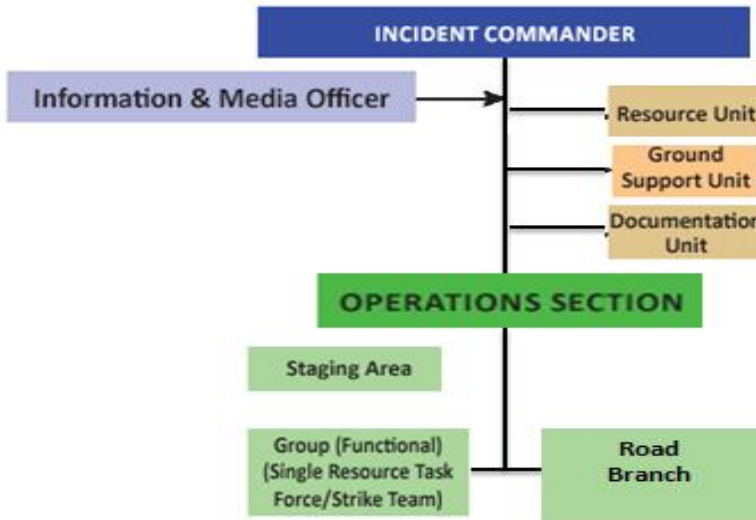 INCIDENT COMMANDER
Information & Media Officer
Resource Unit
Ground
Support Unit
Documentation
Unit
OPERATIONS SECTION
Staging Area
Group (Functional)
(Single Resource Task
Force/Strike Team)
Road
Branch